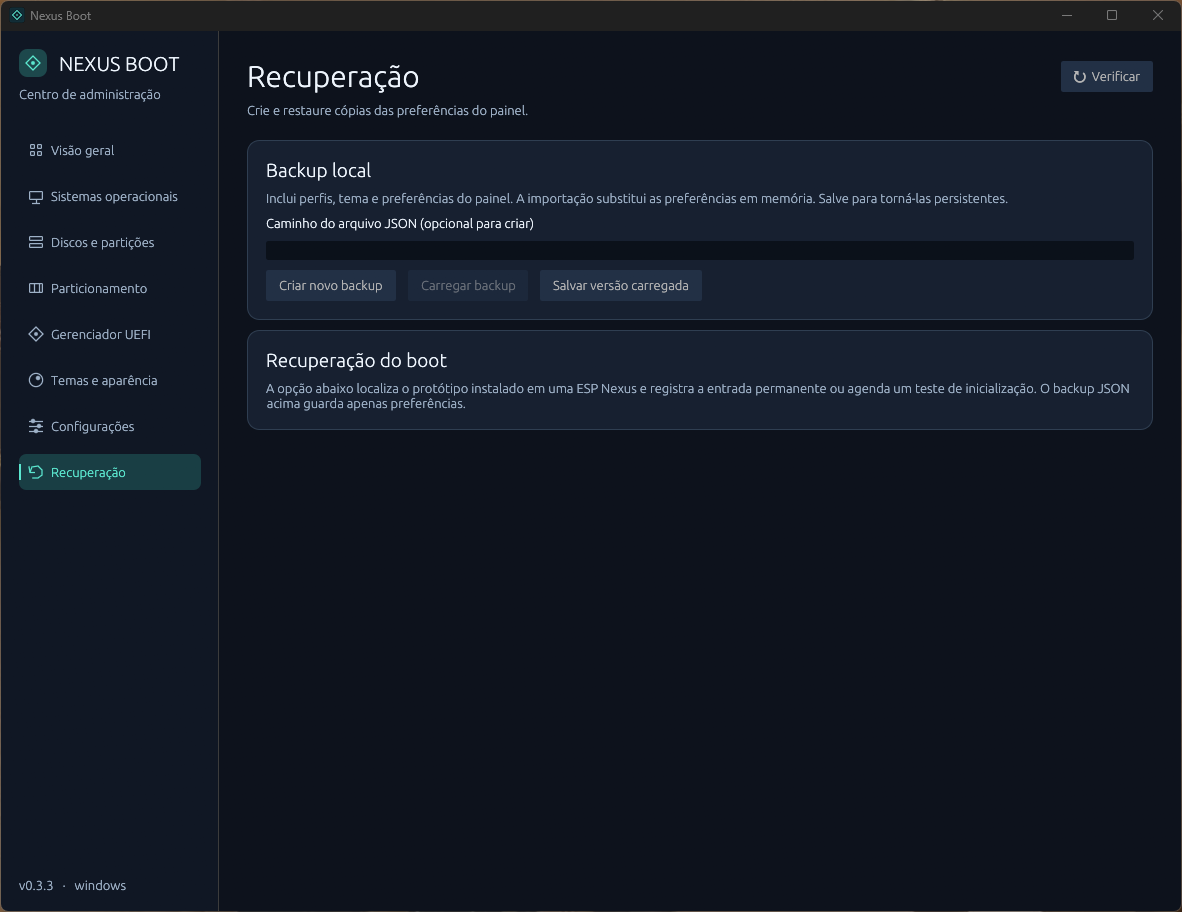 Nexus Boot
NEXUS BOOT
Centro de administração
Visão geral
Sistemas operacionais
Discos e partições
Particionamento
Gerenciador UEFI
Temas e aparência
Configurações
Recuperação
v0.3.3 · windows
Recuperação
Verificar
Crie e restaure cópias das preferências do painel.
Backup local
Inclui perfis, tema e preferências do painel. A importação substitui as preferências em memória. Salve para torná-las persistentes.
Caminho do arquivo JSON (opcional para criar)
Criar novo backup
Carregar backup
Salvar versão carregada
Recuperação do boot
A opção abaixo localiza o protótipo instalado em uma ESP Nexus e registra a entrada permanente ou agenda um teste de inicialização. O backup JSON
acima guarda apenas preferências.